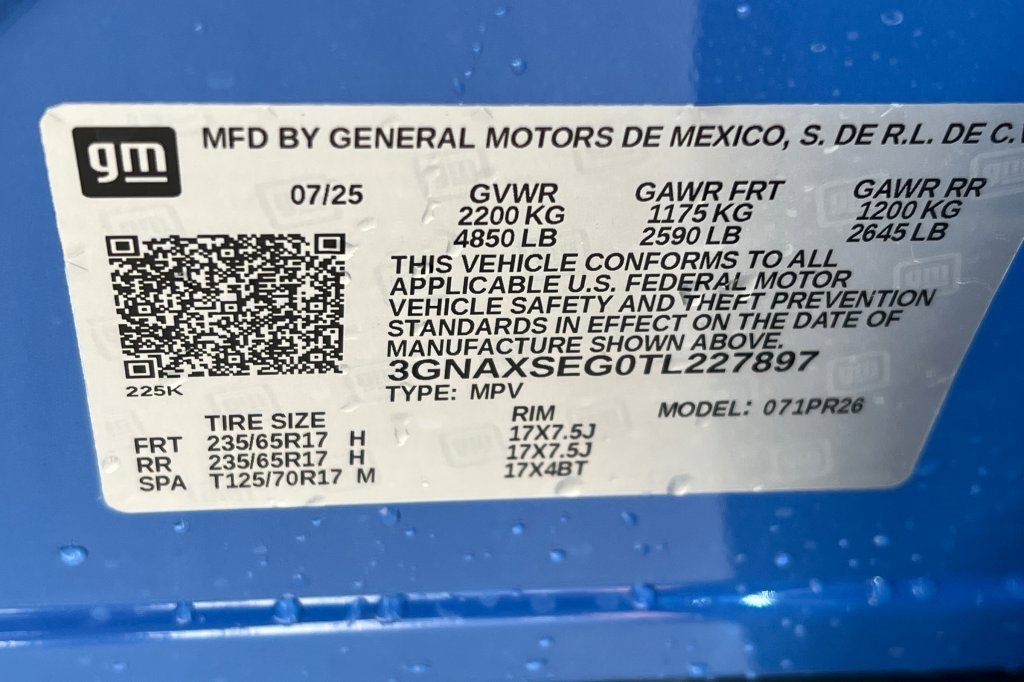 gm
MFD BY GENERAL MOTORS DE MEXICO, S. DE R.L. DE C.V
07/25 GVWR GAWR FRT GAWR RR
2200 KG 1175 KG 1200 KG
4850 LB 2590 LB 2645 LB
THIS VEHICLE CONFORMS TO ALL
APPLICABLE U.S. FEDERAL MOTOR
VEHICLE SAFETY AND THEFT PREVENTION
STANDARDS IN EFFECT ON THE DATE OF
MANUFACTURE SHOWN ABOVE.
3GNAXSEG0TL227897
225K
TYPE: MPV MODEL: 071PR26
TIRE SIZE RIM
FRT 235/65R17 H 17X7.5J
RR 235/65R17 H 17X7.5J
SPA T125/70R17 M 17X4BT